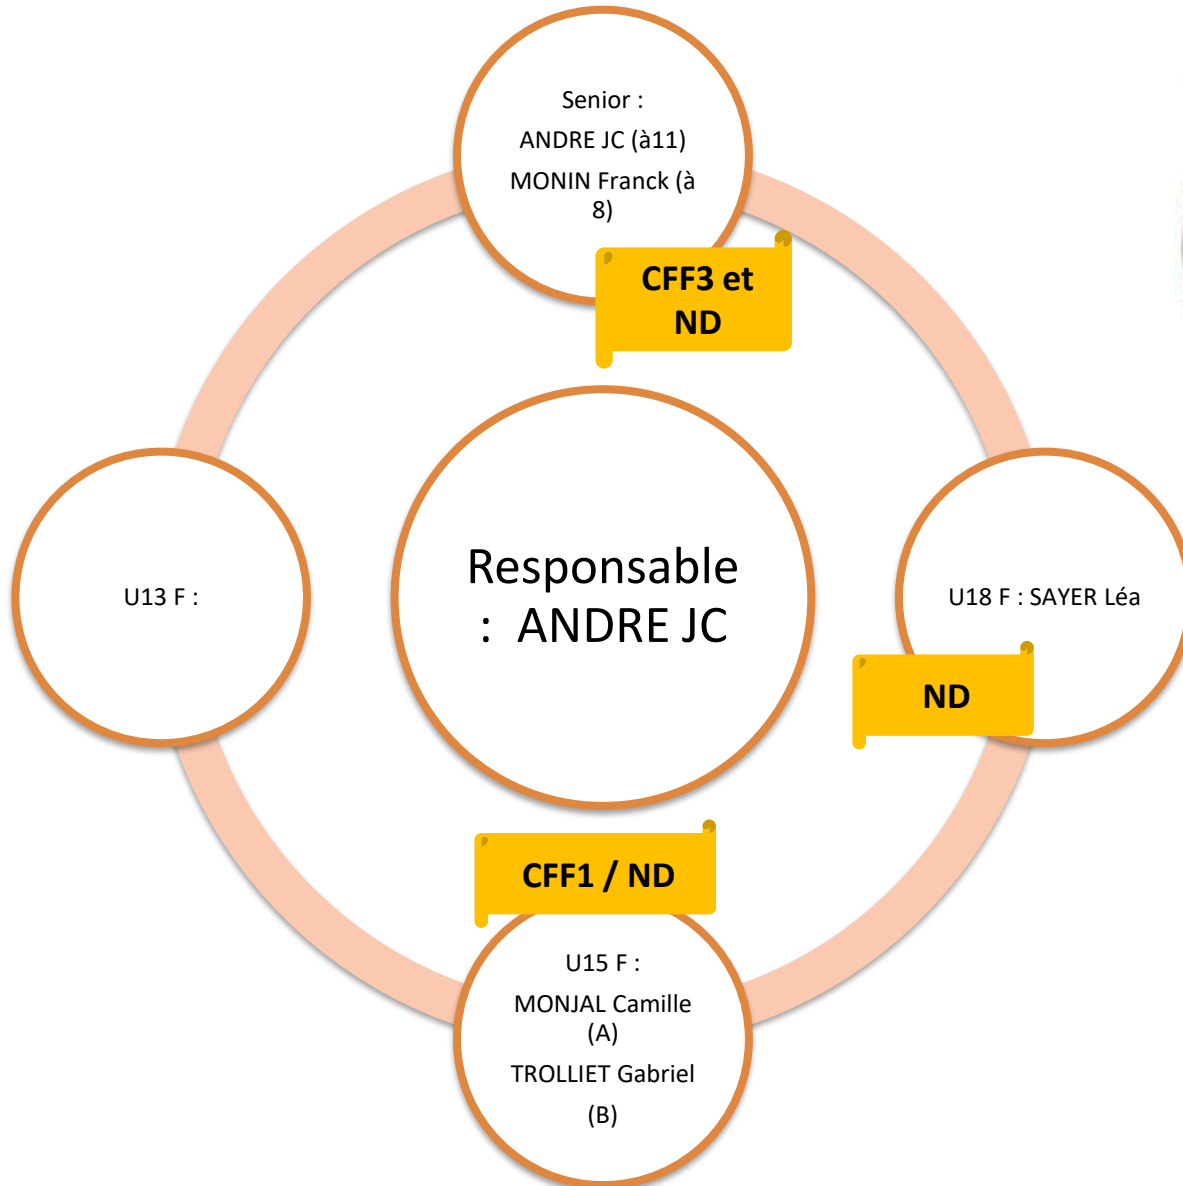 Senior :
ANDRE JC (à11)
MONIN Franck (à
8)
CFF3 et
ND
U13 F :
Responsable
: ANDRE JC
U18 F : SAYER Léa
ND
CFF1 / ND
U15 F :
MONJAL Camille
(A)
TROLLIET Gabriel
(B)